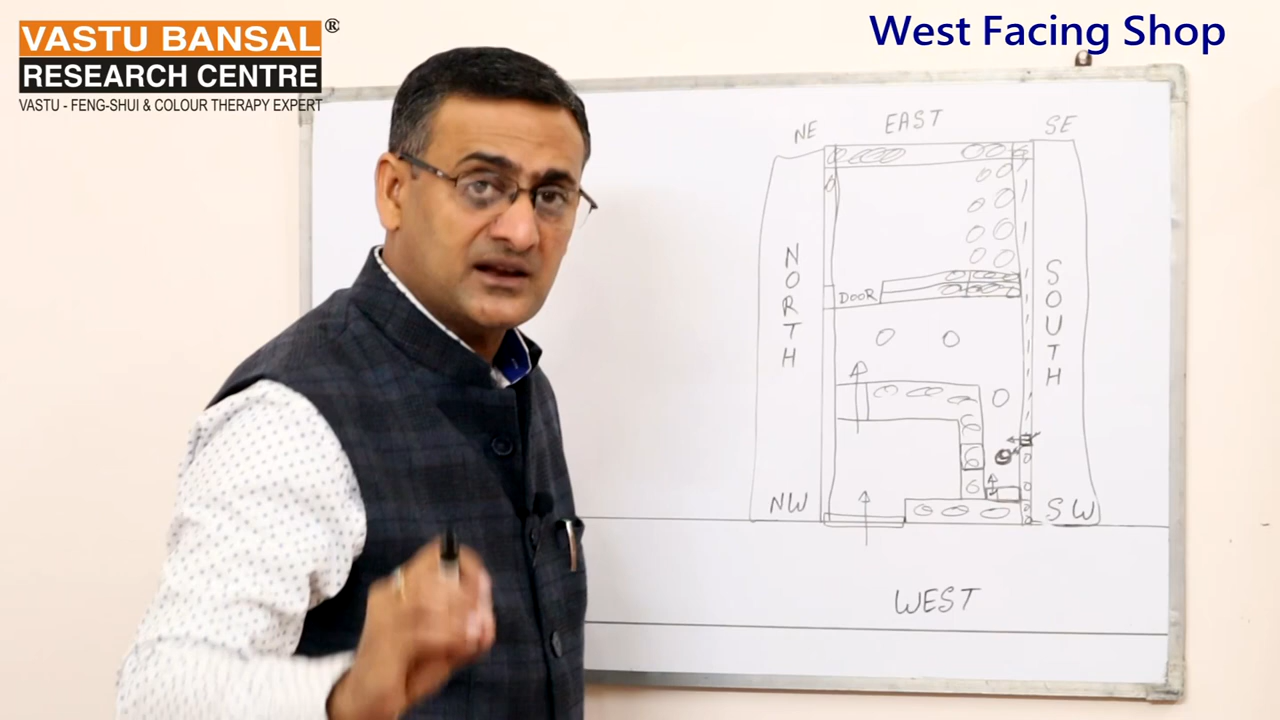 VASTU BANSAL®
RESEARCH CENTRE
VASTU - FENG-SHUI & COLOUR THERAPY EXPERT
West Facing Shop
NE EAST SE
NORTH
SOUTH
DOOR
NW SW
WEST